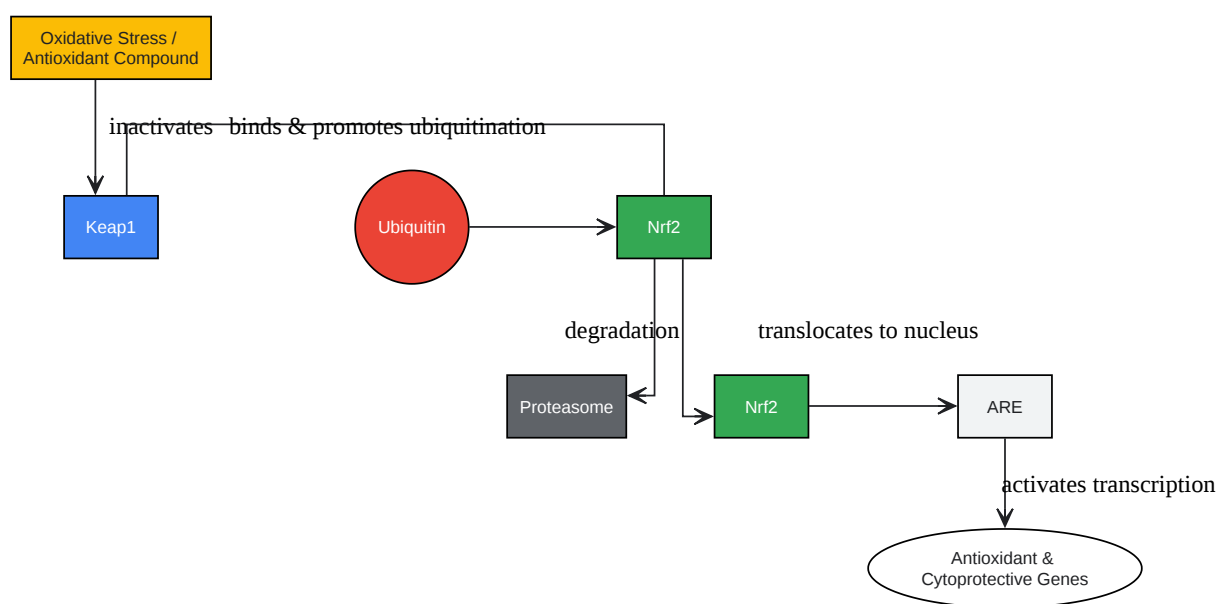 Oxidative Stress /
Antioxidant Compound
inactivates
binds & promotes ubiquitination
Keap1
Ubiquitin
Nrf2
degradation
translocates to nucleus
Proteasome
Nrf2
ARE
activates transcription
Antioxidant &
Cytoprotective Genes